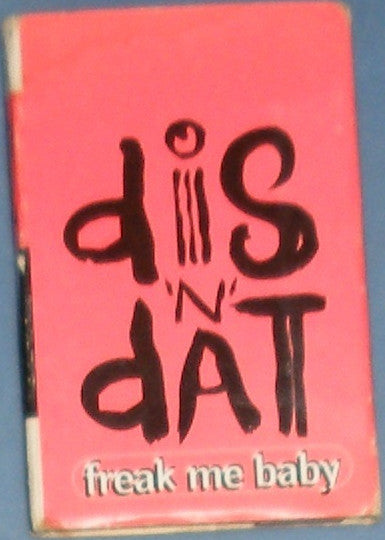 dis
'N'
dAT
freak me baby